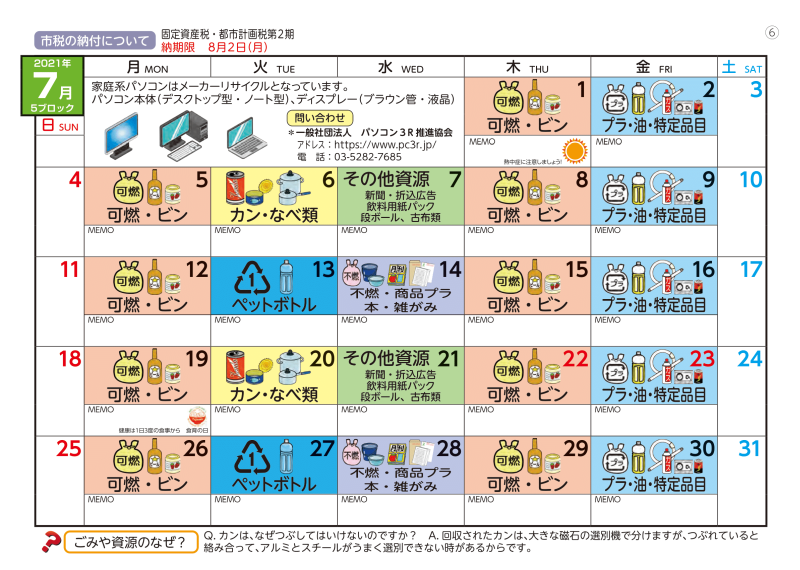 市税の納付について
固定資産税・都市計画税第2期
納期限 8月2日(月)
⑥
2021年
7月
5ブロック
日 SUN
月 MON
火 TUE
水 WED
木 THU
金 FRI
土 SAT
家庭系パソコンはメーカーリサイクルとなっています。
パソコン本体(デスクトップ型・ノート型)、ディスプレー(ブラウン管・液晶)
問い合わせ
*一般社団法人 パソコン3R推進協会
アドレス:https://www.pc3r.jp/
電 話:03-5282-7685
可燃
1
可燃・ビン
MEMO
熱中症に注意しましょう!
プラ
2
プラ・油・特定品目
MEMO
3
4
可燃
5
可燃・ビン
MEMO
6
カン・なべ類
MEMO
その他資源 7
新聞・折込広告
飲料用紙パック
段ボール、古布類
MEMO
可燃
8
可燃・ビン
MEMO
プラ
9
プラ・油・特定品目
MEMO
10
11
可燃
12
可燃・ビン
MEMO
1
13
ペットボトル
MEMO
不燃
月刊
14
不燃・商品プラ
本・雑がみ
MEMO
可燃
15
可燃・ビン
MEMO
プラ
16
プラ・油・特定品目
MEMO
17
18
可燃
19
可燃・ビン
MEMO
健康は1日3度の食事から 食育の日
20
カン・なべ類
MEMO
その他資源 21
新聞・折込広告
飲料用紙パック
段ボール、古布類
MEMO
可燃
22
可燃・ビン
MEMO
プラ
23
プラ・油・特定品目
MEMO
24
25
可燃
26
可燃・ビン
MEMO
1
27
ペットボトル
MEMO
不燃
月刊
28
不燃・商品プラ
本・雑がみ
MEMO
可燃
29
可燃・ビン
MEMO
プラ
30
プラ・油・特定品目
MEMO
31
ごみや資源のなぜ?
Q. カンは、なぜつぶしてはいけないのですか? A. 回収されたカンは、大きな磁石の選別機で分けますが、つぶれていると
絡み合って、アルミとスチールがうまく選別できない時があるからです。